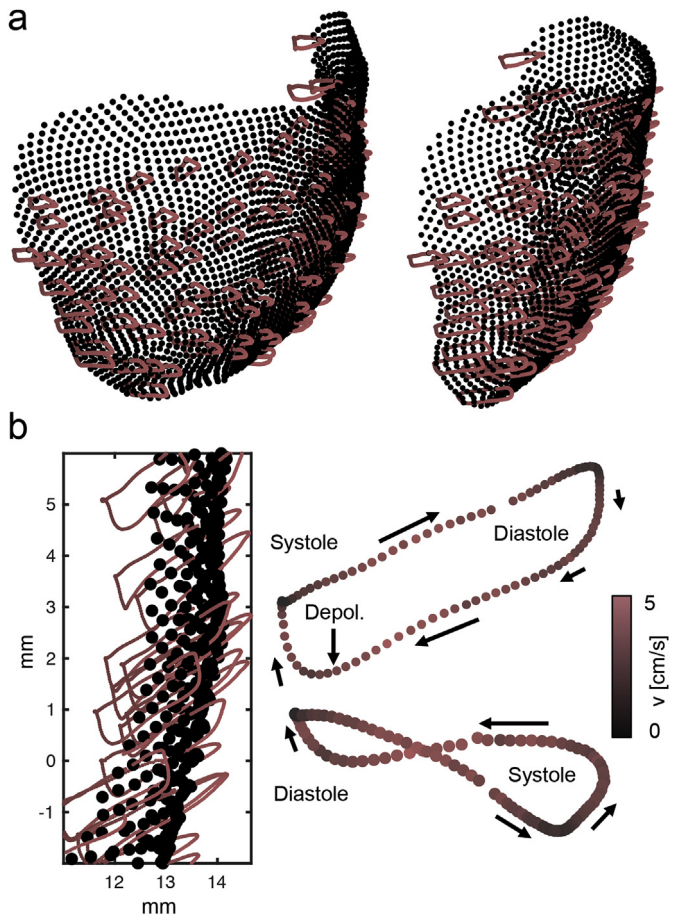 a
b
5
4
3
2
1
0
-1
mm
12
13
14
mm
Systole
Diastole
Depol.
Diastole
Systole
5
0
v [cm/s]